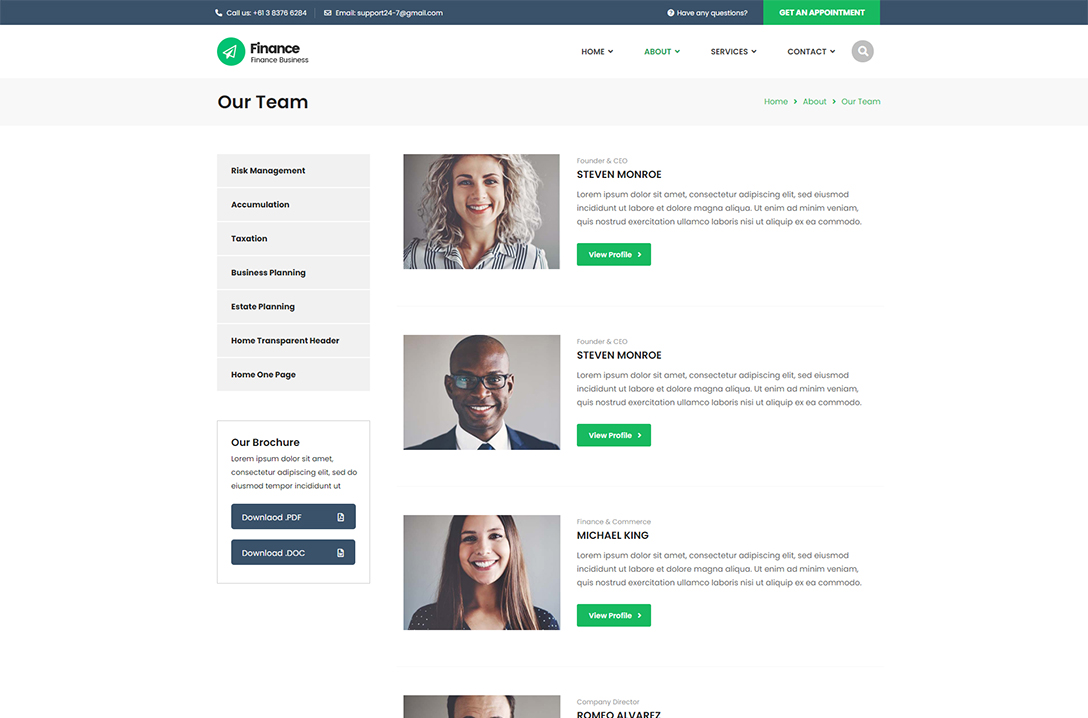 Call us: +61 3 8376 6284
Email: support24-7@gmail.com
Have any questions?
GET AN APPOINTMENT
Finance
Finance Business
HOME
ABOUT
SERVICES
CONTACT
Our Team
Home > About > Our Team
Risk Management
Accumulation
Taxation
Business Planning
Estate Planning
Home Transparent Header
Home One Page
Our Brochure
Lorem ipsum dolor sit amet,
consectetur adipiscing elit, sed do
eiusmod tempor incididunt ut
Downlaod .PDF
Download .DOC
Founder & CEO
STEVEN MONROE
Lorem ipsum dolor sit amet, consectetur adipiscing elit, sed eiusmod
incididunt ut labore et dolore magna aliqua. Ut enim ad minim veniam,
quis nostrud exercitation ullamco laboris nisi ut aliquip ex ea commodo.
View Profile
Founder & CEO
STEVEN MONROE
Lorem ipsum dolor sit amet, consectetur adipiscing elit, sed eiusmod
incididunt ut labore et dolore magna aliqua. Ut enim ad minim veniam,
quis nostrud exercitation ullamco laboris nisi ut aliquip ex ea commodo.
View Profile
Finance & Commerce
MICHAEL KING
Lorem ipsum dolor sit amet, consectetur adipiscing elit, sed eiusmod
incididunt ut labore et dolore magna aliqua. Ut enim ad minim veniam,
quis nostrud exercitation ullamco laboris nisi ut aliquip ex ea commodo.
View Profile
Company Director
ROMEO ALVAREZ